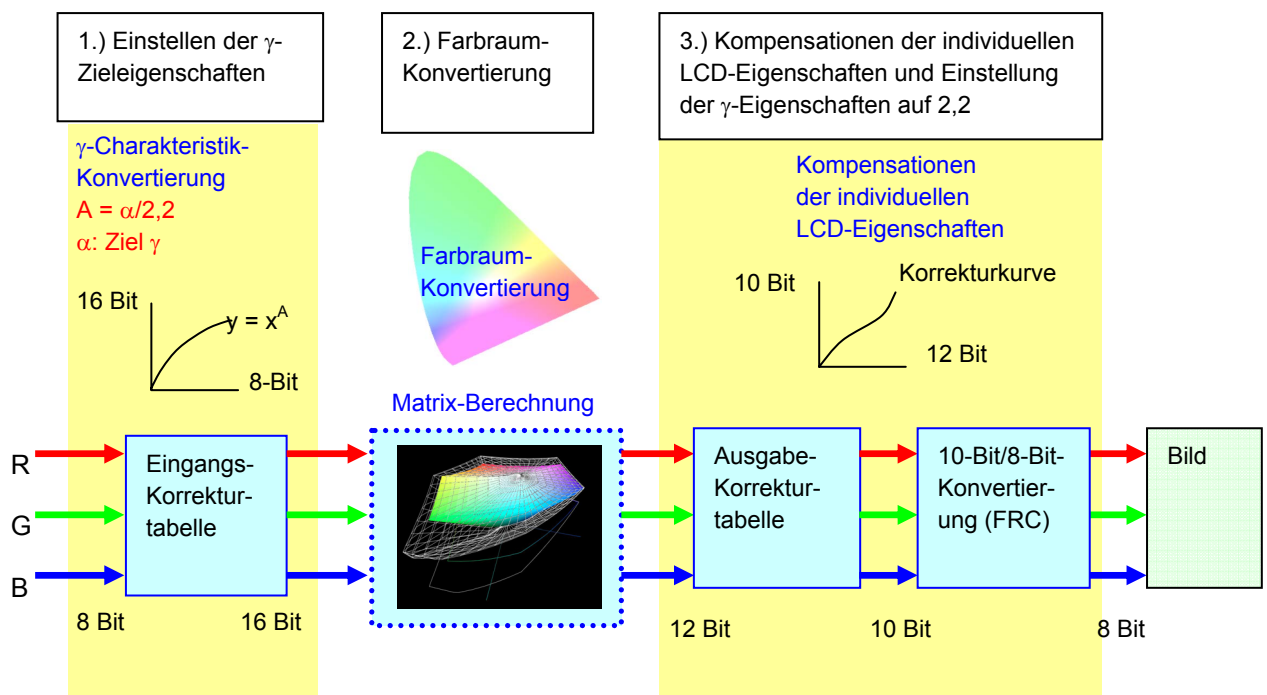 1.) Einstellen der γ-
Zieleigenschaften
2.) Farbraum-
Konvertierung
3.) Kompensationen der individuellen
LCD-Eigenschaften und Einstellung
der γ-Eigenschaften auf 2,2
γ-Charakteristik-
Konvertierung
A = α/2,2
α: Ziel γ
16 Bit
y = x^A
8-Bit
Farbraum-
Konvertierung
Matrix-Berechnung
Kompensationen
der individuellen
LCD-Eigenschaften
Korrekturkurve
10 Bit
12 Bit
R
G
B
Eingangs-
Korrektur-
tabelle
Ausgabe-
Korrektur-
tabelle
10-Bit/8-Bit-
Konvertier-
ung (FRC)
Bild
8 Bit
16 Bit
12 Bit
10 Bit
8 Bit